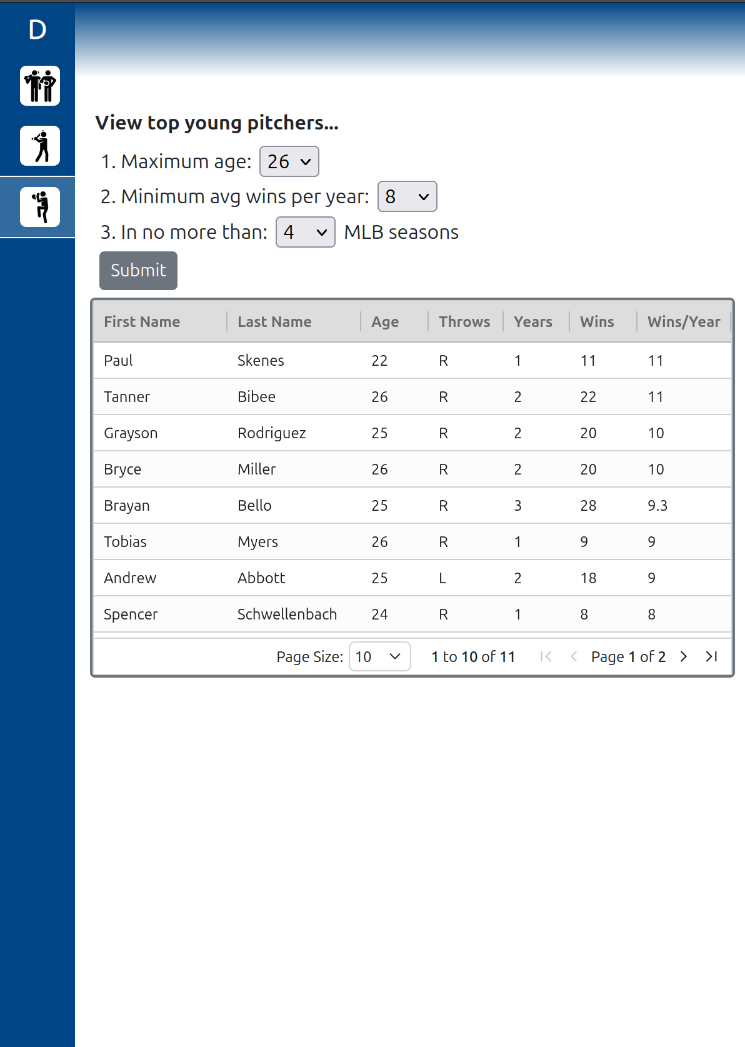 D
View top young pitchers...
1. Maximum age: 26
2. Minimum avg wins per year: 8
3. In no more than: 4 MLB seasons
Submit
First Name Last Name Age Throws Years Wins Wins/Year
Paul Skenes 22 R 1 11 11
Tanner Bibee 26 R 2 22 11
Grayson Rodriguez 25 R 2 20 10
Bryce Miller 26 R 2 20 10
Brayan Bello 25 R 3 28 9.3
Tobias Myers 26 R 1 9 9
Andrew Abbott 25 L 2 18 9
Spencer Schwellenbach 24 R 1 8 8
Page Size: 10 1 to 10 of 11 Page 1 of 2